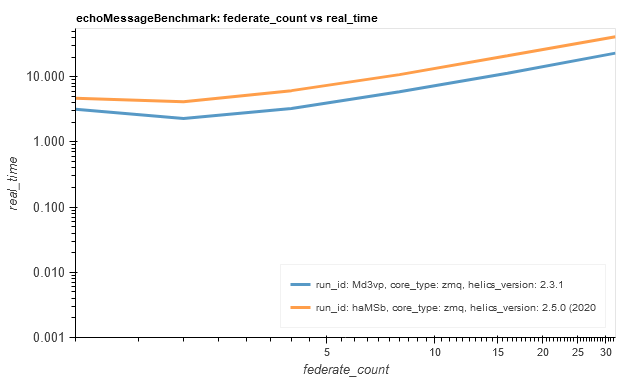 echoMessageBenchmark: federate_count vs real_time
10.000
1.000
0.100
0.010
0.001
real_time
run_id: Md3vp, core_type: zmq, helics_version: 2.3.1
run_id: haMSb, core_type: zmq, helics_version: 2.5.0 (2020
5 10 15 20 25 30
federate_count